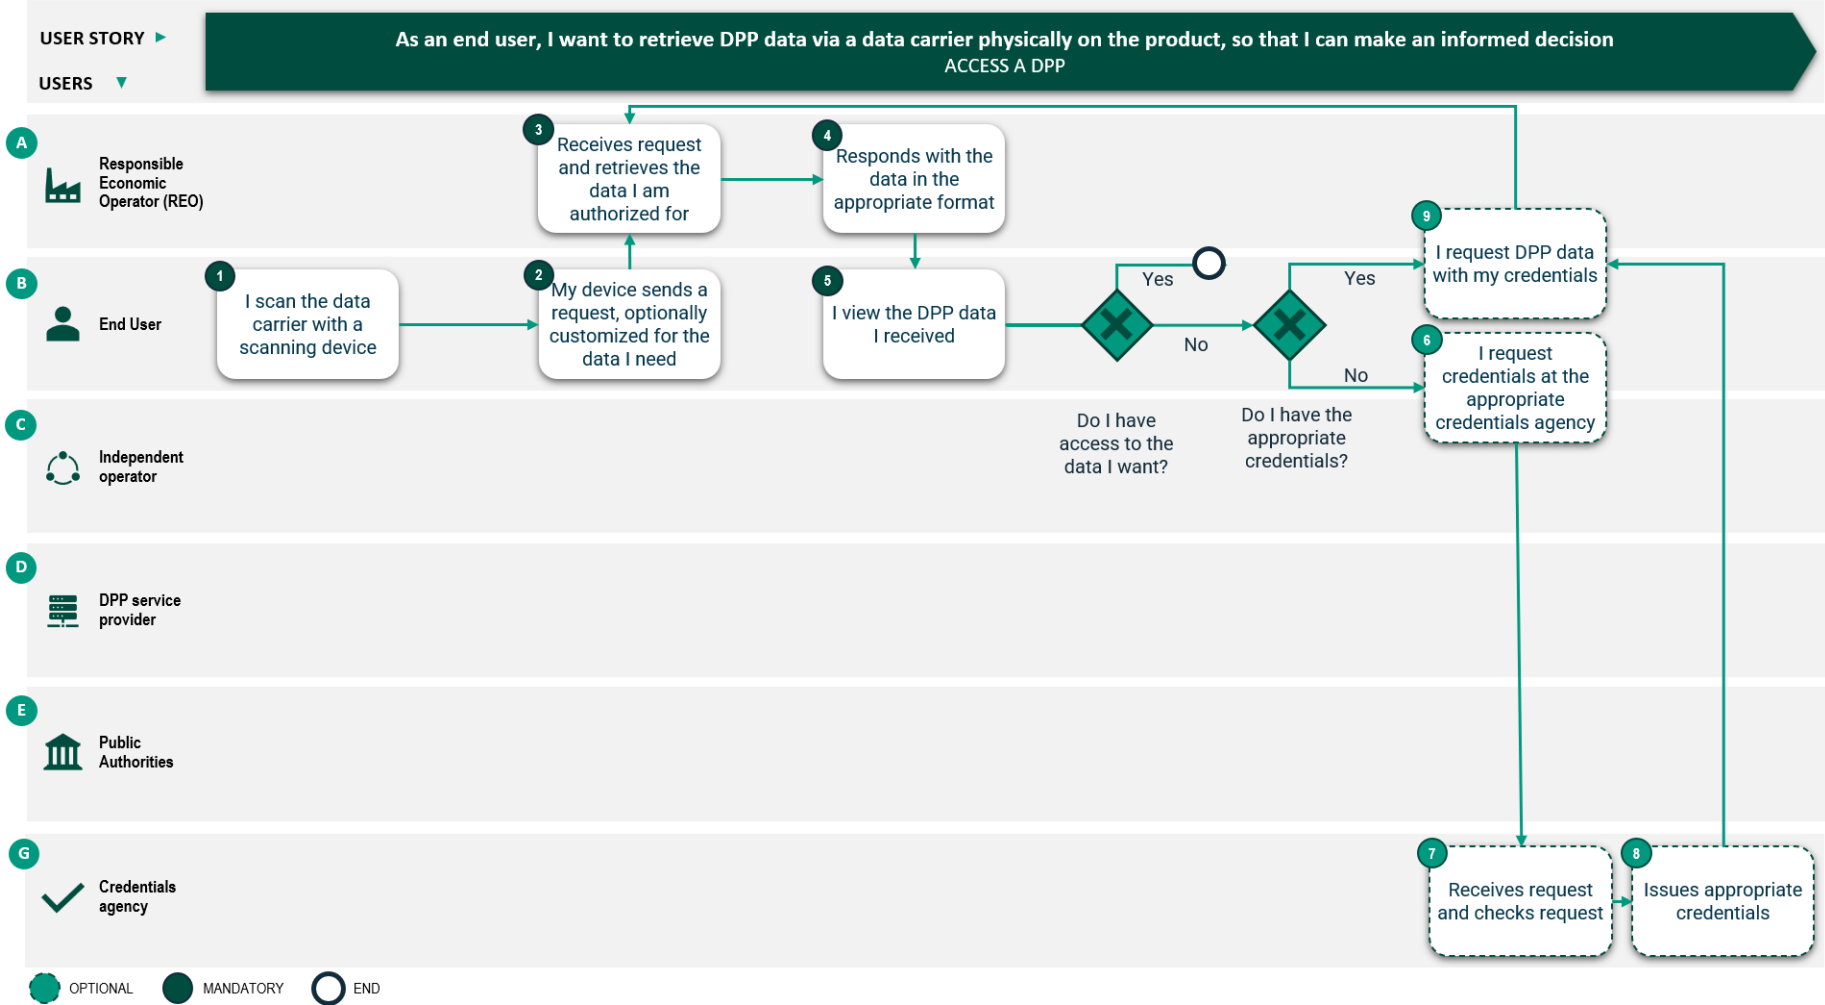 USER STORY
As an end user, I want to retrieve DPP data via a data carrier physically on the product, so that I can make an informed decision
ACCESS A DPP
USERS
A
Responsible
Economic
Operator (REO)
3
Receives request
and retrieves the
data I am
authorized for
4
Responds with the
data in the
appropriate format
9
I request DPP data
with my credentials
B
End User
1
I scan the data
carrier with a
scanning device
2
My device sends a
request, optionally
customized for the
data I need
5
I view the DPP data
I received
Yes
No
Yes
No
6
I request
credentials at the
appropriate
credentials agency
Do I have
access to the
data I want?
Do I have the
appropriate
credentials?
C
Independent
operator
D
DPP service
provider
E
Public
Authorities
G
Credentials
agency
7
Receives request
and checks request
8
Issues appropriate
credentials
OPTIONAL
MANDATORY
END